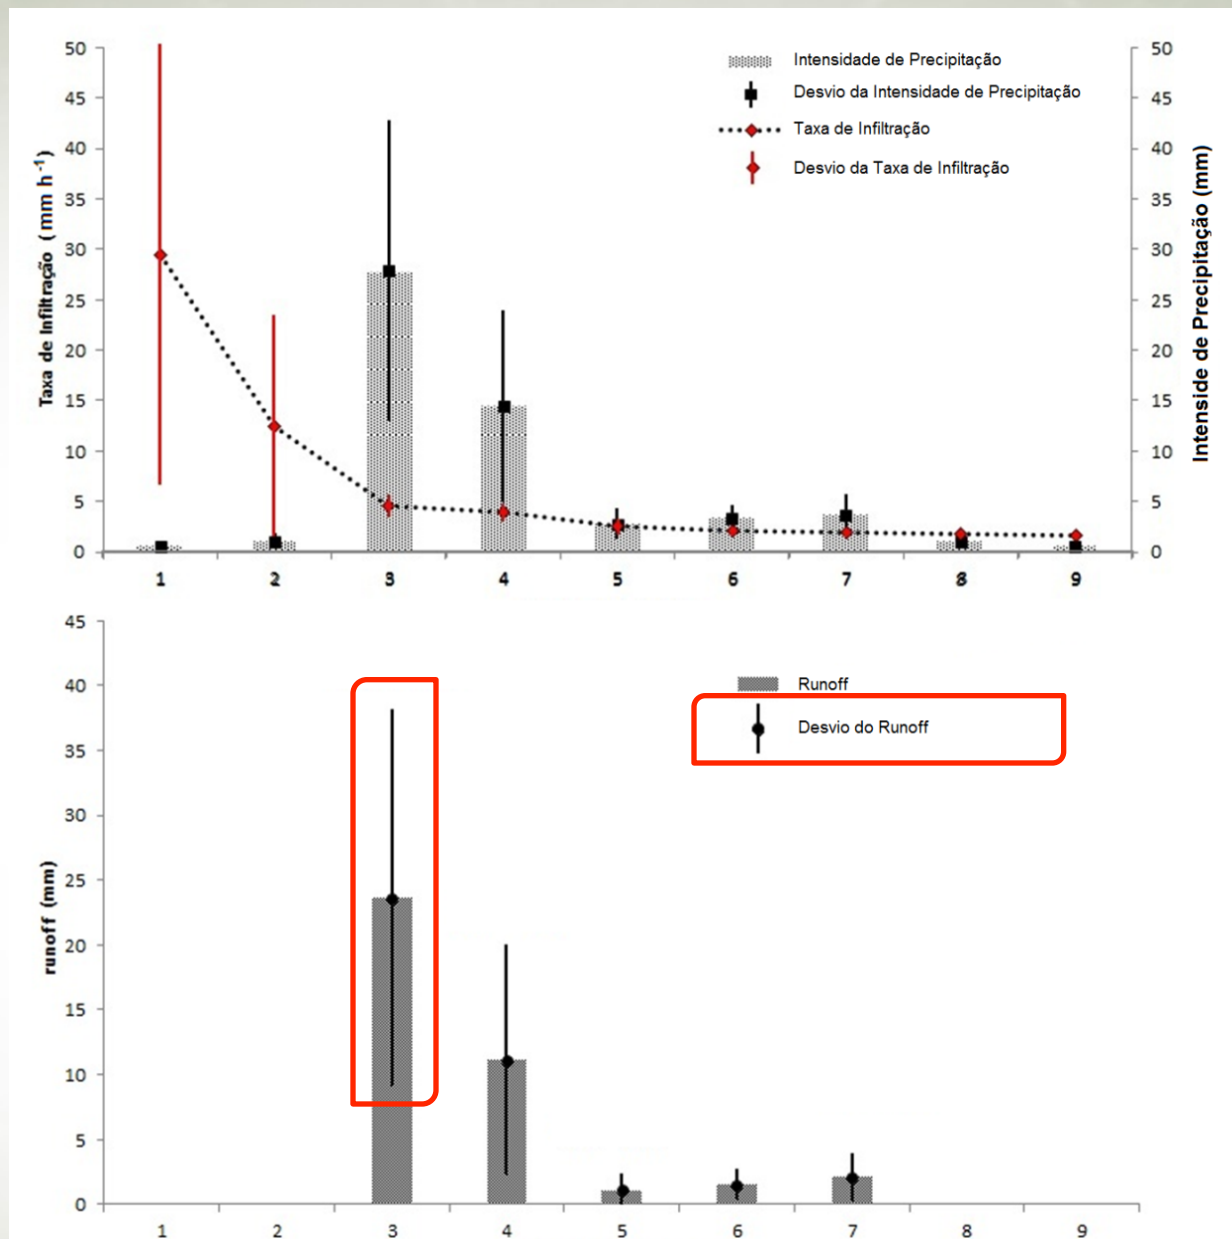 50
45
40
35
30
25
20
15
10
5
0
Taxa de Infiltração (mm h-1)
Intensidade de Precipitação
Desvio da Intensidade de Precipitação
Taxa de Infiltração
Desvio da Taxa de Infiltração
50
45
40
35
30
25
20
15
10
5
0
Intenside de Precipitação (mm)
1 2 3 4 5 6 7 8 9
45
40
35
30
25
20
15
10
5
0
runoff (mm)
Runoff
Desvio do Runoff
1 2 3 4 5 6 7 8 9